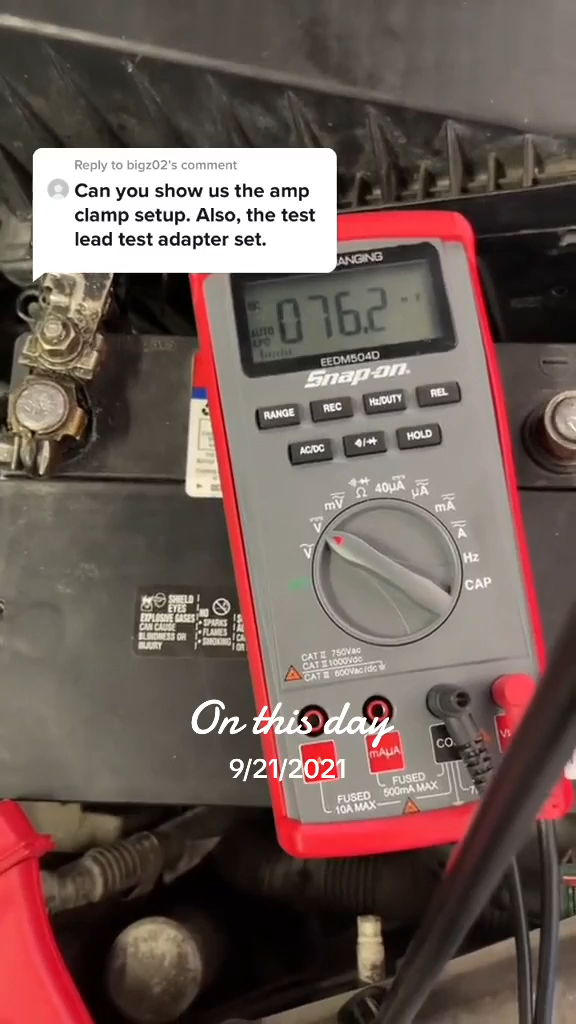 Reply to bigz02's comment
Can you show us the amp
clamp setup. Also, the test
lead test adapter set.
ANGING
AUTO
APO
076.2
EEDM504D
Snap-on
RANGE
REC
Hz/DUTY
REL
AC/DC
HOLD
mV
Ω
40µA
µA
mA
V
A
V
Hz
CAP
SHIELD
EYES
EXPLOSIVE GASES
CAN CAUSE
BLINDNESS OR
INJURY
NO
• SPARKS
• FLAMES
• SMOKING
CAT II 750Vac
CAT II 1000Vdc
CAT III 600Vac/dc
On this day
9/21/2021
mAµA
CO
FUSED
10A MAX
FUSED
500mA MAX